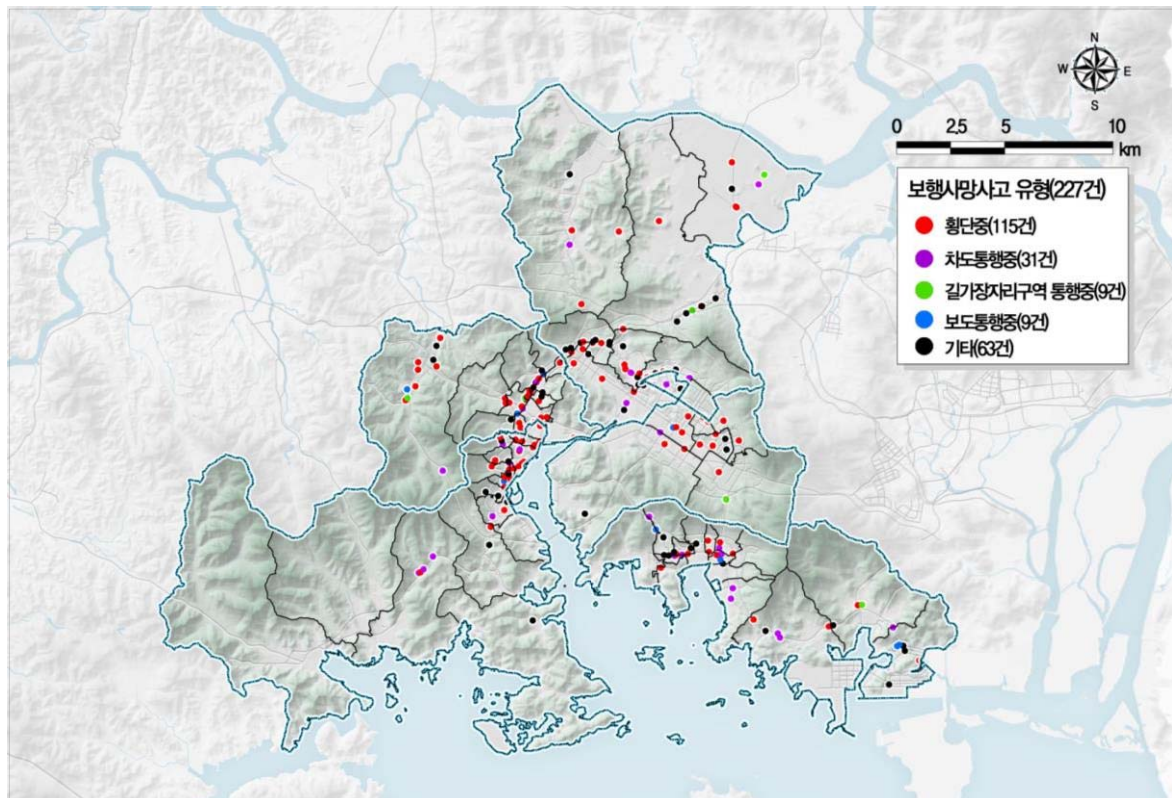 N
W E
S
0 2.5 5 10
km
보행사망사고 유형(227건)
횡단중(115건)
차도통행중(31건)
길가장자리구역 통행중(9건)
보도통행중(9건)
기타(63건)